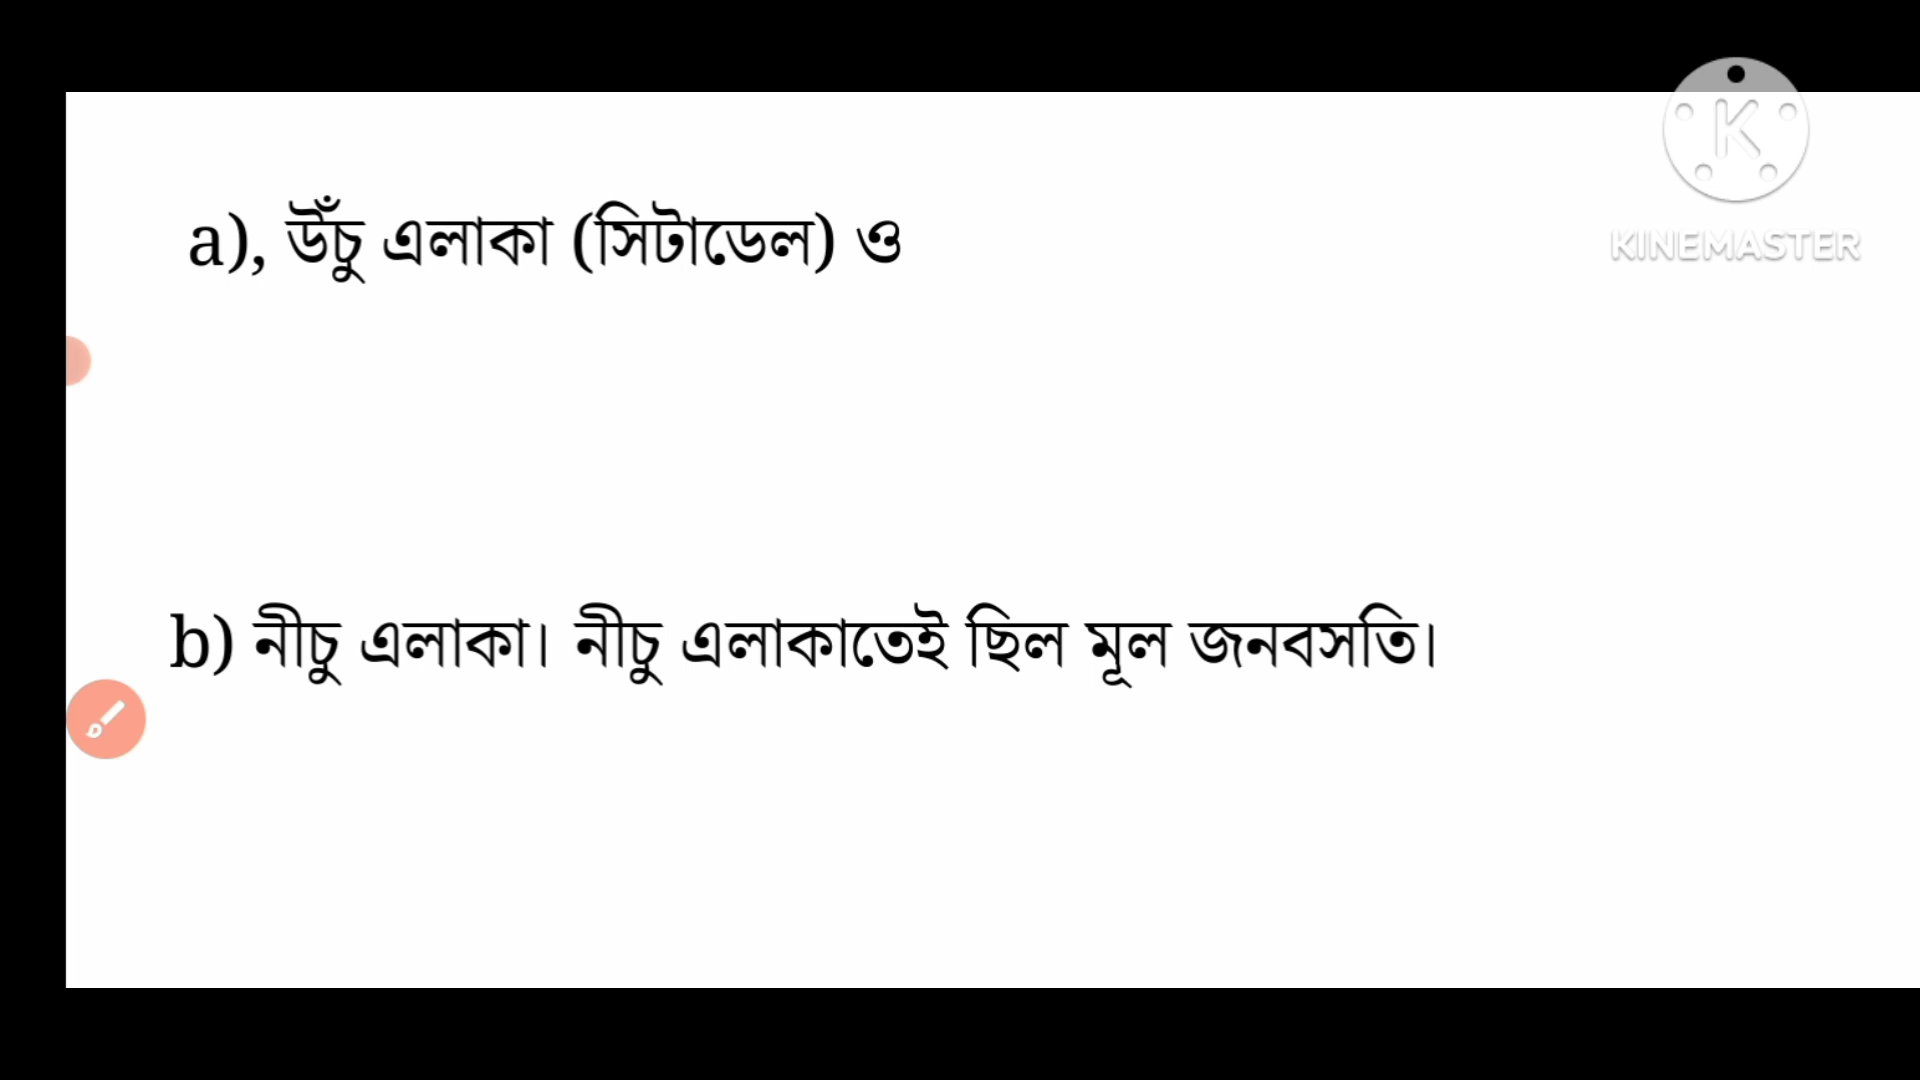 a), উঁচু এলাকা (সিটাডেল) ও
b) নীচু এলাকা। নীচু এলাকাতেই ছিল মূল জনবসতি।
K
KINEMASTER